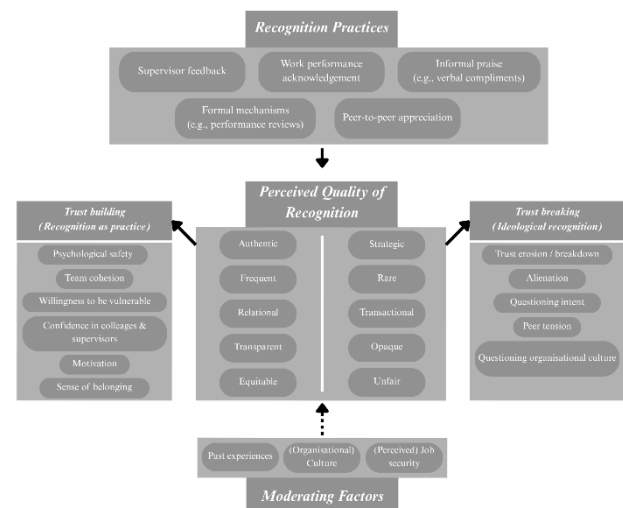 Recognition Practices
Supervisor feedback
Work performance
acknowledgement
Informal praise
(e.g., verbal compliments)
Formal mechanisms
(e.g., performance reviews)
Peer-to-peer appreciation
Trust building
(Recognition as practice)
Psychological safety
Team cohesion
Willingness to be vulnerable
Confidence in colleages &
supervisors
Motivation
Sense of belonging
Perceived Quality of
Recognition
Authentic
Frequent
Relational
Transparent
Equitable
Strategic
Rare
Transactional
Opaque
Unfair
Trust breaking
(Ideological recognition)
Trust erosion / breakdown
Alienation
Questioning intent
Peer tension
Questioning organisational culture
Past experiences
(Organisational)
Culture
(Perceived) Job
security
Moderating Factors